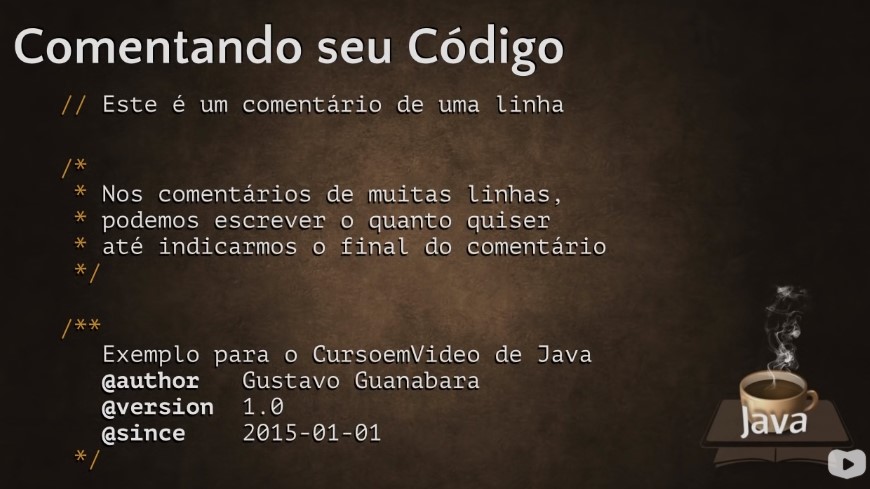 Comentando seu Código
// Este é um comentário de uma linha
/*
* Nos comentários de muitas linhas,
* podemos escrever o quanto quiser
* até indicarmos o final do comentário
*/
/**
Exemplo para o CursoemVideo de Java
@author Gustavo Guanabara
@version 1.0
@since 2015-01-01
*/
Java